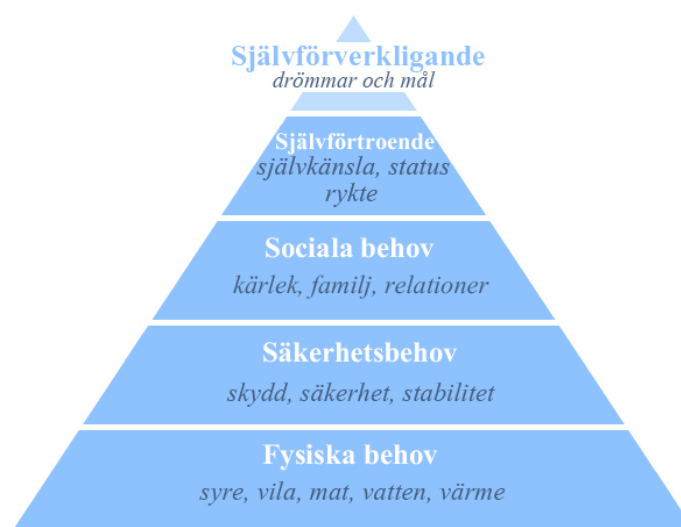 Självförverkligande
drömmar och mål
Självförtroende
självkänsla, status
rykte
Sociala behov
kärlek, familj, relationer
Säkerhetsbehov
skydd, säkerhet, stabilitet
Fysiska behov
syre, vila, mat, vatten, värme